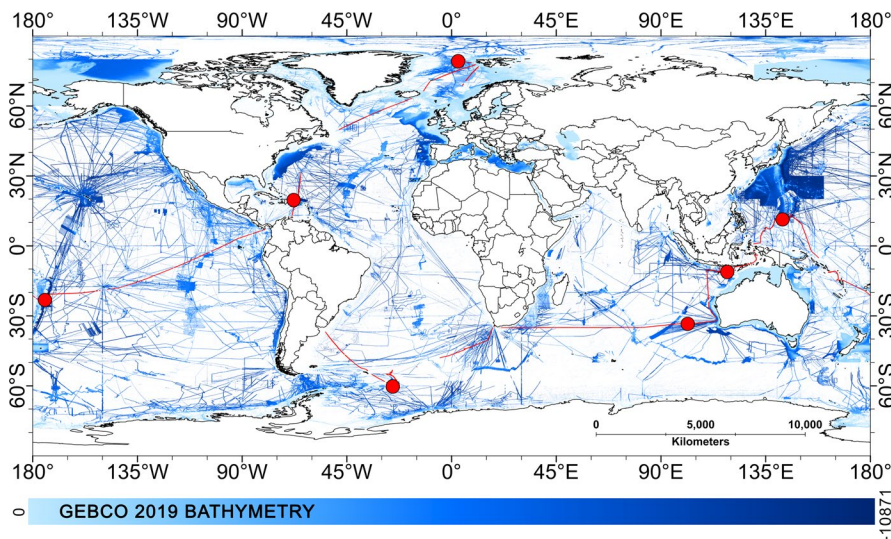 180° 135°W 90°W 45°W 0° 45°E 90°E 135°E 180°
60°N 60°N
30°N 30°N
0° 0°
30°S 30°S
60°S 60°S
0 5,000 10,000
Kilometers
180° 135°W 90°W 45°W 0° 45°E 90°E 135°E 180°
0 GEBCO 2019 BATHYMETRY -10871